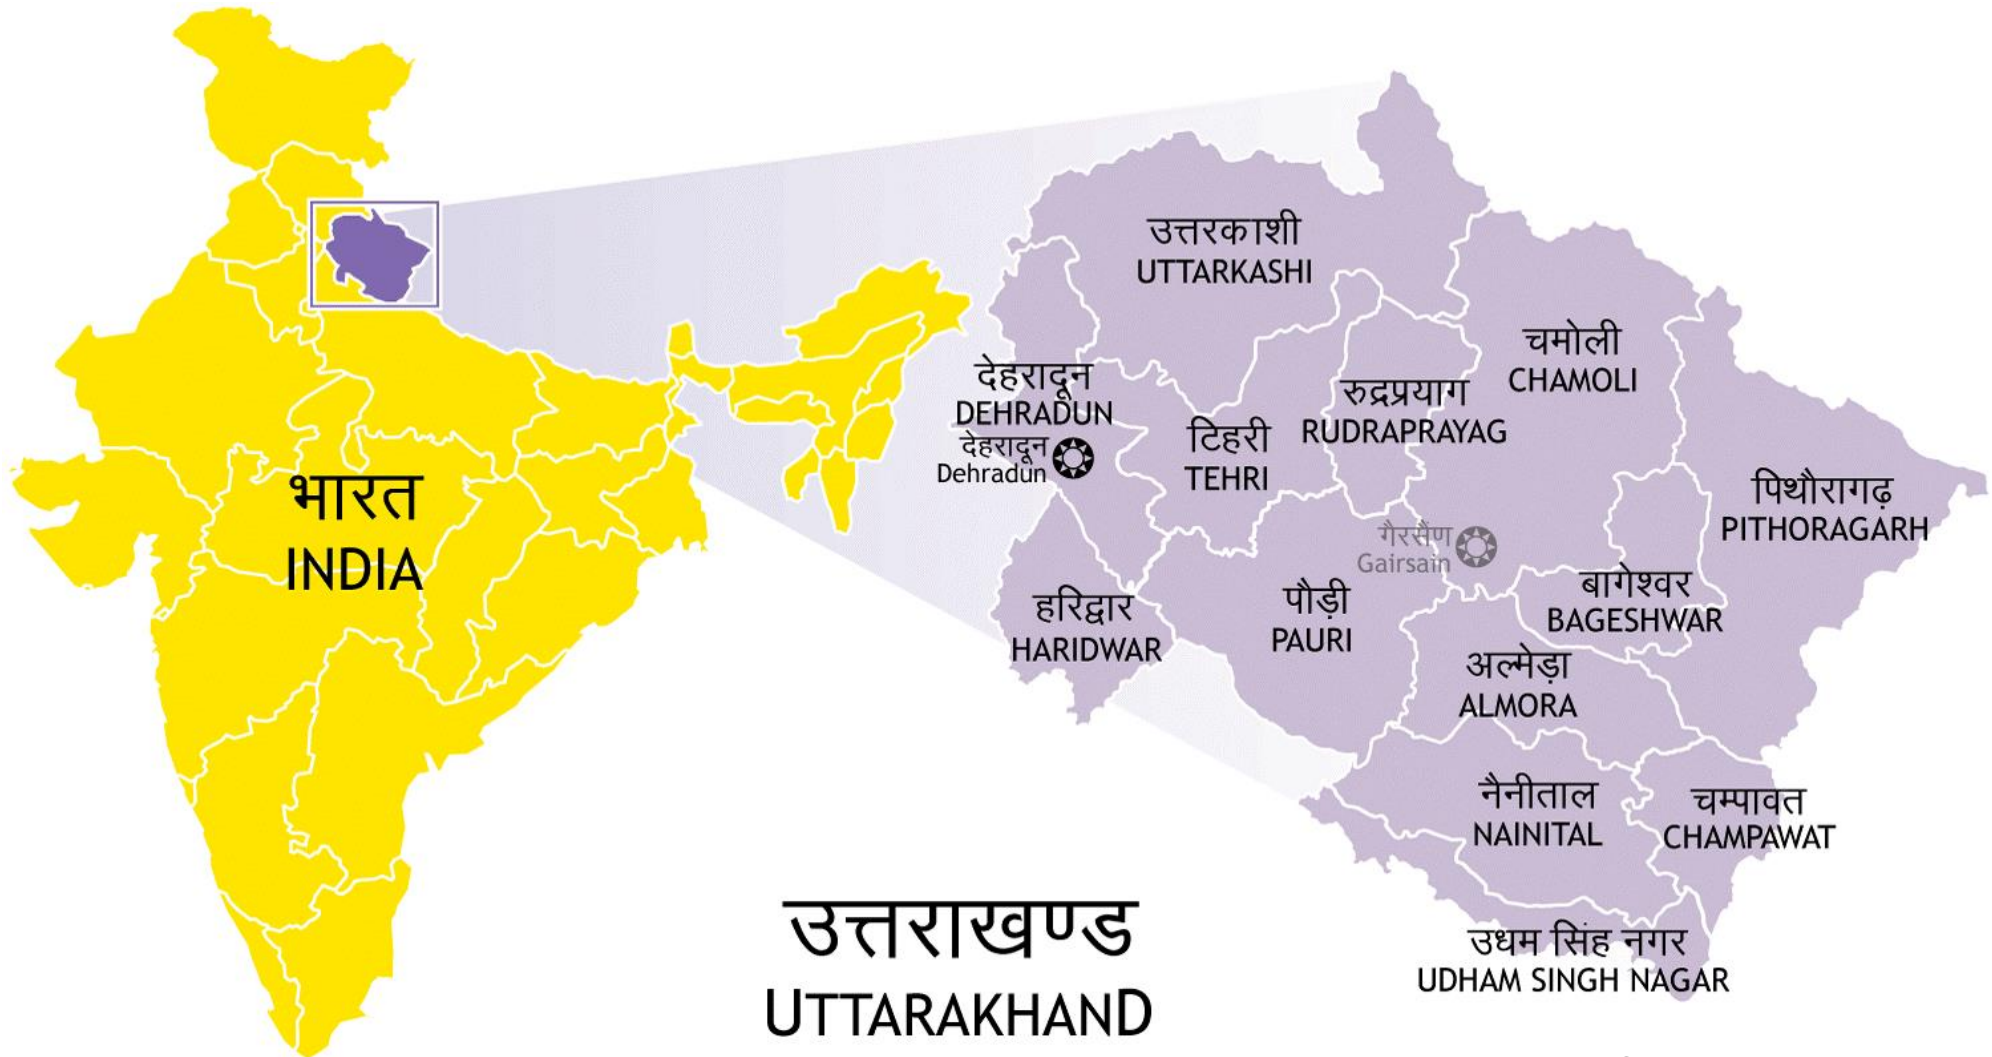 उत्तरकाशी
UTTARKASHI
चमोली
CHAMOLI
देहरादून
DEHRADUN
देहरादून
Dehradun
रुद्रप्रयाग
RUDRAPRAYAG
टिहरी
TEHRI
भारत
INDIA
पिथौरागढ़
PITHORAGARH
गैरसैंण
Gairsain
हरिद्वार
HARIDWAR
पौड़ी
PAURI
बागेश्वर
BAGESHWAR
अल्मेड़ा
ALMORA
नैनीताल
NAINITAL
चम्पावत
CHAMPAWAT
उत्तराखण्ड
UTTARAKHAND
उधम सिंह नगर
UDHAM SINGH NAGAR